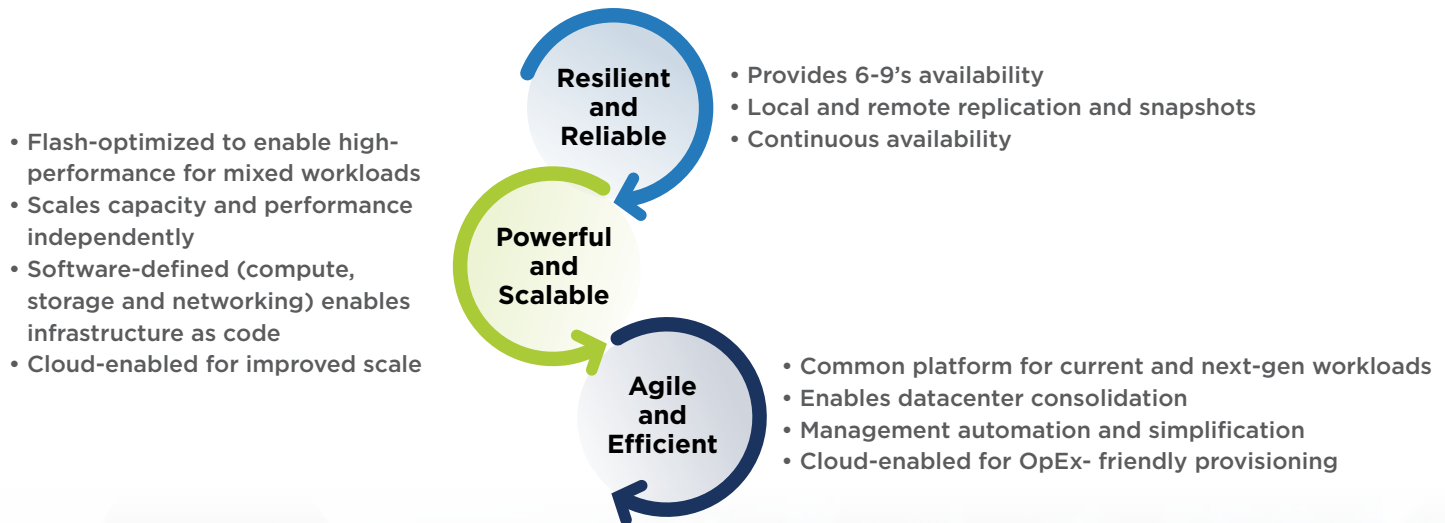 Resilient
and
Reliable
• Provides 6-9’s availability
• Local and remote replication and snapshots
• Continuous availability
• Flash-optimized to enable high-
performance for mixed workloads
• Scales capacity and performance
independently
• Software-defined (compute,
storage and networking) enables
infrastructure as code
• Cloud-enabled for improved scale
Powerful
and
Scalable
Agile
and
Efficient
• Common platform for current and next-gen workloads
• Enables datacenter consolidation
• Management automation and simplification
• Cloud-enabled for OpEx- friendly provisioning